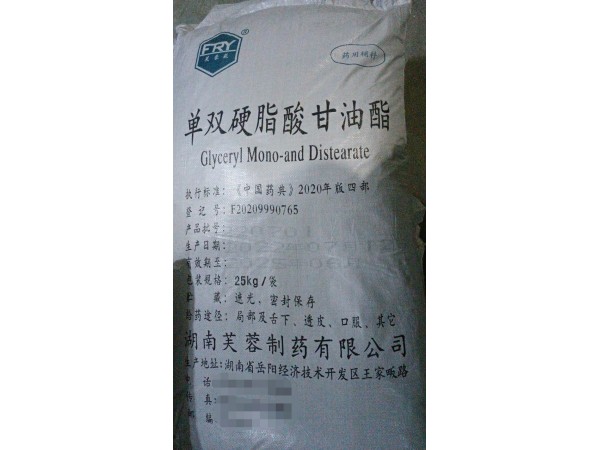 FRY®
芙蓉源
药用辅料
单双硬脂酸甘油酯
Glyceryl Mono-and Distearate
执行标准:《中国药典》2020年版四部
登 记 号:F20209990765
产品批号:
生产日期:
有效期至:
包装规格:25kg/袋
贮 藏:遮光、密封保存
给药途径:局部及舌下、透皮、口服、其它
湖南芙蓉制药有限公司
生产地址:湖南省岳阳经济技术开发区王家畈路
电 话
传 真:
邮 编